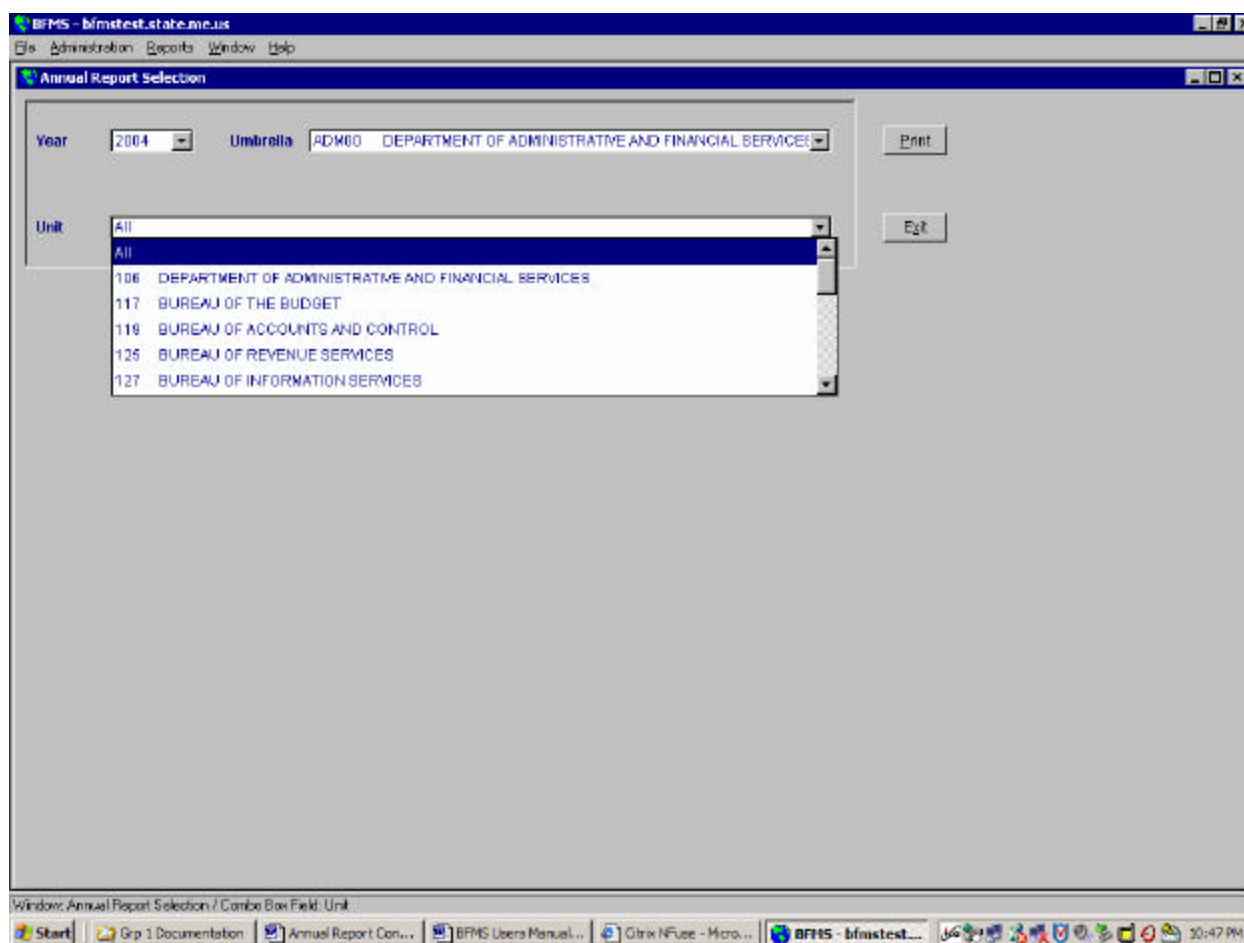 BFMS - bfmstest.state.me.us
File Administration Reports Window Help
Annual Report Selection
Year 2004 Umbrella ADM00 DEPARTMENT OF ADMINISTRATIVE AND FINANCIAL SERVICES Print
Unit All Exit
All
106 DEPARTMENT OF ADMINISTRATIVE AND FINANCIAL SERVICES
117 BUREAU OF THE BUDGET
119 BUREAU OF ACCOUNTS AND CONTROL
125 BUREAU OF REVENUE SERVICES
127 BUREAU OF INFORMATION SERVICES
Window: Annual Report Selection / Combo Box Field: Unit
Start Grp 1 Documentation Annual Report Con... BFMS Users Manual... Citrix NFuse - Micro... BFMS - bfmstest.... 10:47 PM